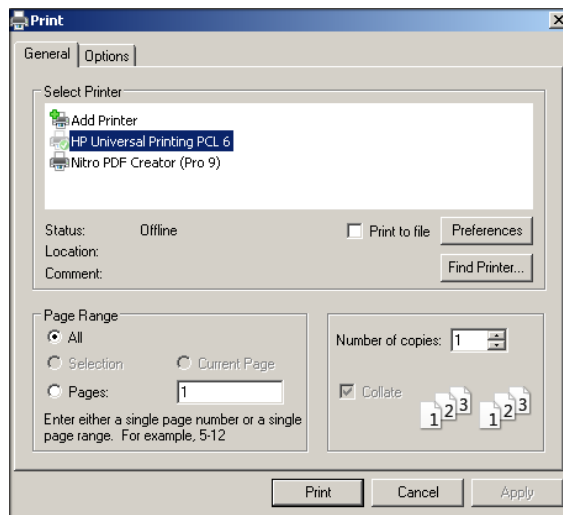 Print
General Options
Select Printer
Add Printer
HP Universal Printing PCL 6
Nitro PDF Creator (Pro 9)
Status: Offline
Print to file Preferences
Location:
Comment:
Find Printer...
Page Range
All
Selection Current Page
Pages: 1
Enter either a single page number or a single
page range. For example, 5-12
Number of copies: 1
Collate
1 2 3 1 2 3
Print Cancel Apply